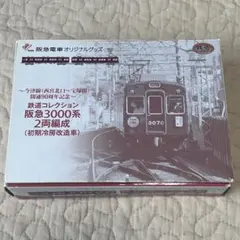 阪急電車オリジナルグッズ
〜今津線(西宮北口〜宝塚間)
開通90周年記念〜
鉄道コレクション
阪急3000系
2両編成
(初期冷房改造車)
3076